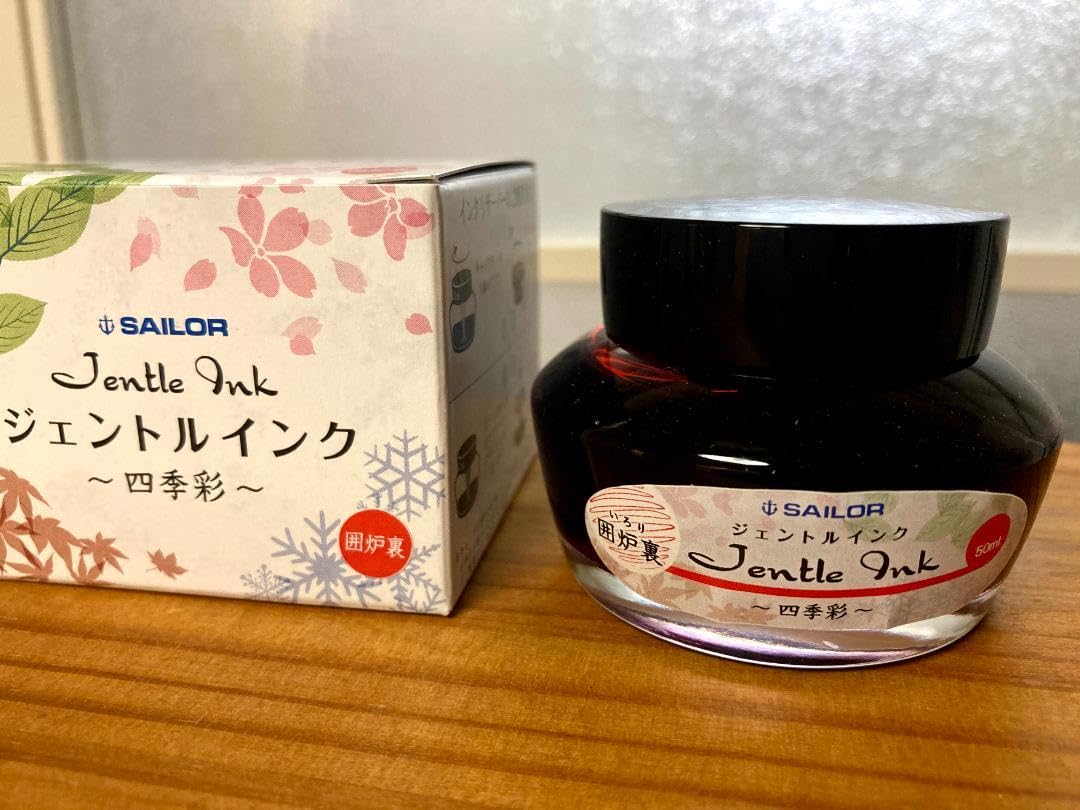 SAILOR
Jentle Ink
ジェントルインク
～四季彩～
囲炉裏
SAILOR
ジェントルインク
いろり
囲炉裏
Jentle Ink
50ml
～四季彩～